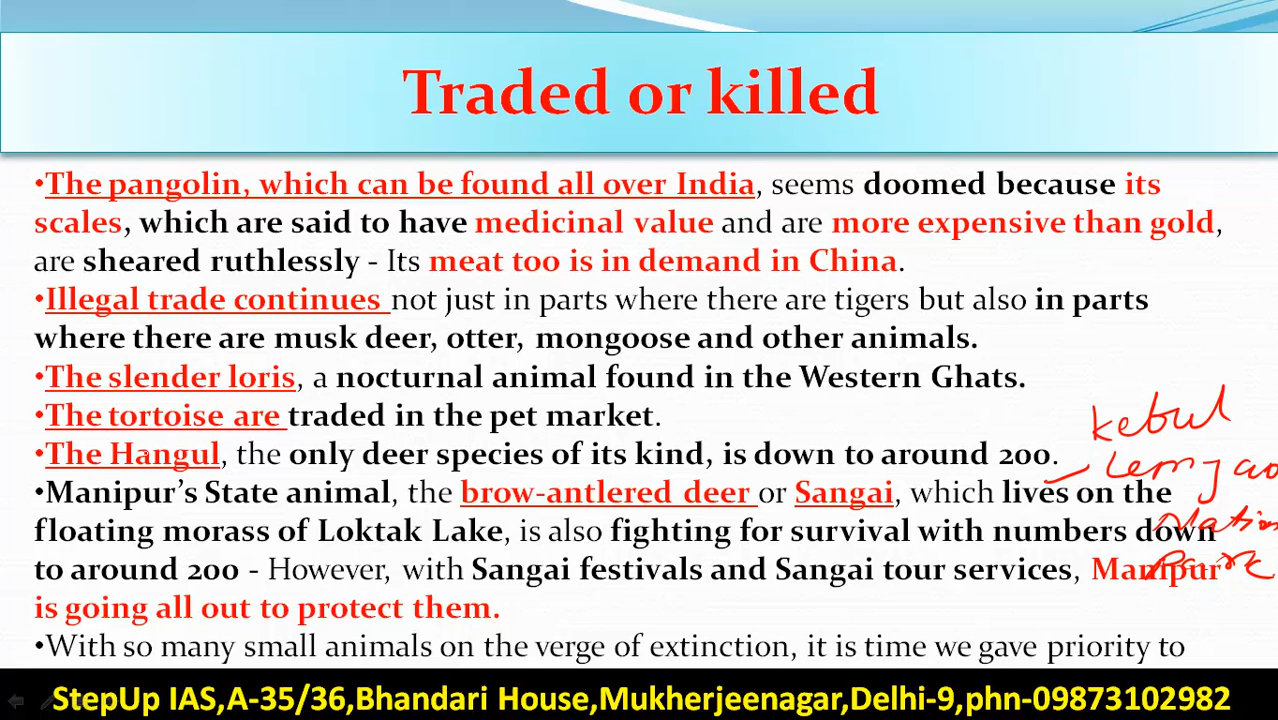 Traded or killed
•The pangolin, which can be found all over India, seems doomed because its
scales, which are said to have medicinal value and are more expensive than gold,
are sheared ruthlessly - Its meat too is in demand in China.
•Illegal trade continues not just in parts where there are tigers but also in parts
where there are musk deer, otter, mongoose and other animals.
•The slender loris, a nocturnal animal found in the Western Ghats.
•The tortoise are traded in the pet market.
•The Hangul, the only deer species of its kind, is down to around 200.
kebul
•Manipur's State animal, the brow-antlered deer or Sangai, which lives on the
floating morass of Loktak Lake, is also fighting for survival with numbers down
to around 200 - However, with Sangai festivals and Sangai tour services, Manipur
is going all out to protect them.
•With so many small animals on the verge of extinction, it is time we gave priority to
StepUp IAS,A-35/36,Bhandari House,Mukherjeenagar,Delhi-9,phn-09873102982